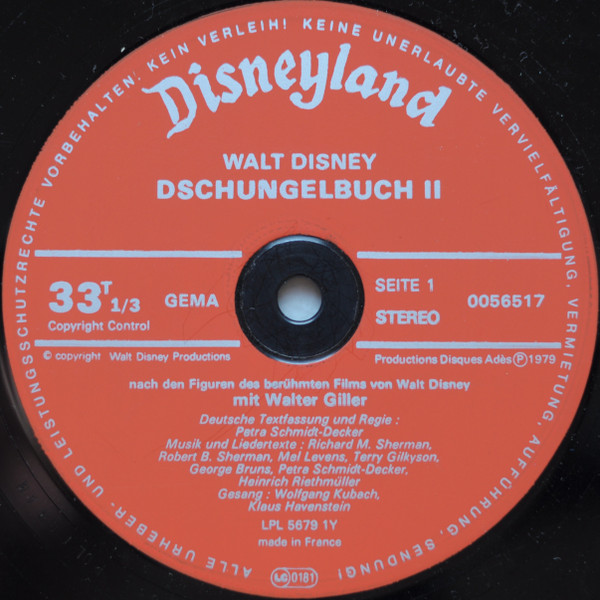 ALLE URHEBER- UND LEISTUNGSSCHUTZRECHTE VORBEHALTEN. KEIN VERLEIH! KEINE UNERLAUBTE VERVIELFÄLTIGUNG, VERMIETUNG, AUFFÜHRUNG, SENDUNG!
Disneyland
WALT DISNEY
DSCHUNGELBUCH II
33T 1/3 GEMA
Copyright Control
SEITE 1 0056517
STEREO
© copyright Walt Disney Productions
Productions Disques Adès Ⓟ 1979
nach den Figuren des berühmten Films von Walt Disney
mit Walter Giller
Deutsche Textfassung und Regie :
Petra Schmidt-Decker
Musik und Liedertexte : Richard M. Sherman,
Robert B. Sherman, Mel Levens, Terry Gilkyson,
George Bruns, Petra Schmidt-Decker,
Heinrich Riethmüller
Gesang : Wolfgang Kubach,
Klaus Havenstein
LPL 5679 1Y
made in France
LC 0181